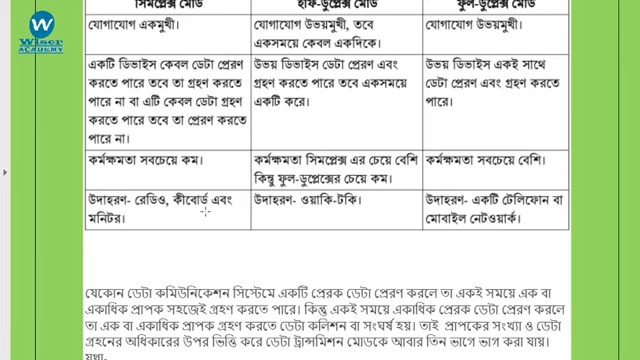 Wiser
ACADEMY
সিমপ্লেক্স মোড
হাফ-ডুপ্লেক্স মোড
ফুল-ডুপ্লেক্স মোড
যোগাযোগ একমুখী।
যোগাযোগ উভয়মুখী, তবে
একসময়ে কেবল একদিকে।
যোগাযোগ উভয়মুখী।
একটি ডিভাইস কেবল ডেটা প্রেরণ
করতে পারে তবে তা গ্রহণ করতে
পারে না বা এটি কেবল ডেটা গ্রহণ
করতে পারে তবে তা প্রেরণ করতে
পারে না।
উভয় ডিভাইস ডেটা প্রেরণ এবং
গ্রহণ করতে পারে তবে একসময়ে
একটি করে।
উভয় ডিভাইস একই সাথে
ডেটা প্রেরণ এবং গ্রহণ করতে
পারে।
কর্মক্ষমতা সবচেয়ে কম।
কর্মক্ষমতা সিমপ্লেক্স এর চেয়ে বেশি
কিন্তু ফুল-ডুপ্লেক্সের চেয়ে কম।
কর্মক্ষমতা সবচেয়ে বেশি।
উদাহরণ- রেডিও, কীবোর্ড এবং
মনিটর।
উদাহরণ- ওয়াকি-টকি।
উদাহরণ- একটি টেলিফোন বা
মোবাইল নেটওয়ার্ক।
যেকোন ডেটা কমিউনিকেশন সিস্টেমে একটি প্রেরক ডেটা প্রেরণ করলে তা একই সময়ে এক বা
একাধিক প্রাপক সহজেই গ্রহণ করতে পারে। কিন্তু একই সময়ে একাধিক প্রেরক ডেটা প্রেরণ করলে
তা এক বা একাধিক প্রাপক গ্রহণ করতে ডেটা কলিশন বা সংঘর্ষ হয়। তাই প্রাপকের সংখ্যা ও ডেটা
গ্রহনের অধিকারের উপর ভিত্তি করে ডেটা ট্রান্সমিশন মোডকে আবার তিন ভাগে ভাগ করা যায়।
যথা-